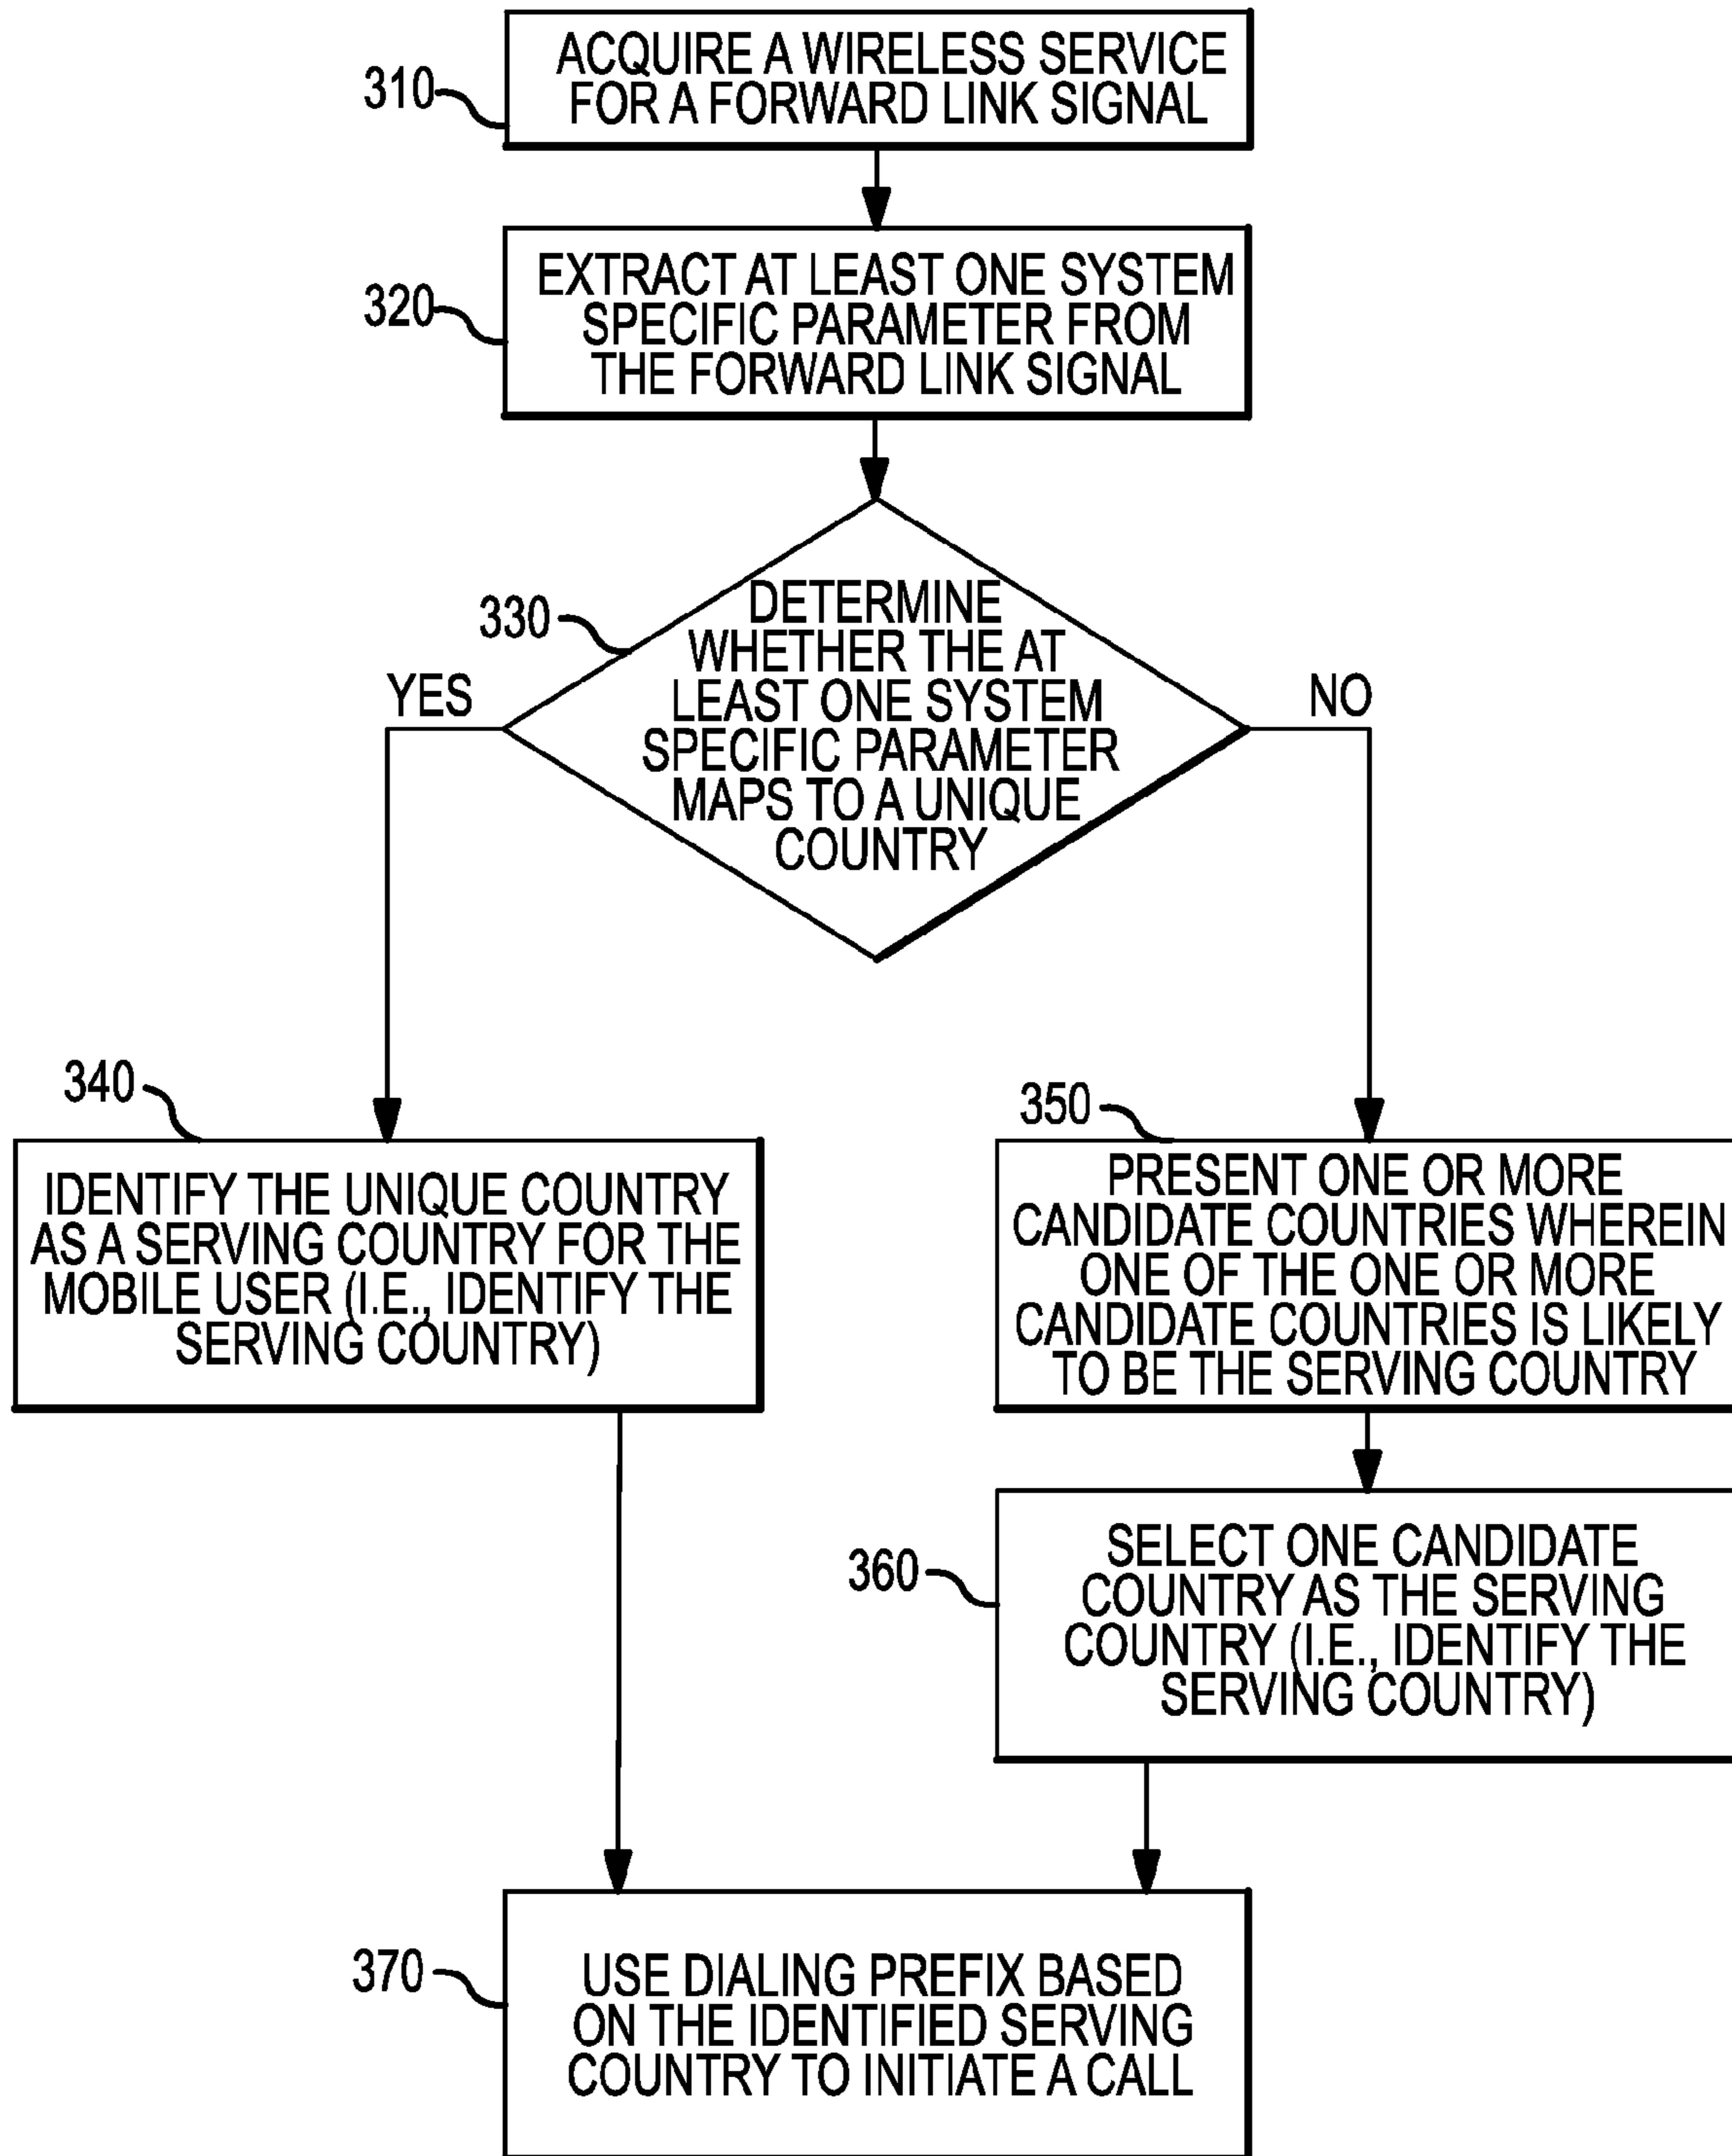 310
ACQUIRE A WIRELESS SERVICE
FOR A FORWARD LINK SIGNAL
320
EXTRACT AT LEAST ONE SYSTEM
SPECIFIC PARAMETER FROM
THE FORWARD LINK SIGNAL
330
DETERMINE
WHETHER THE AT
LEAST ONE SYSTEM
SPECIFIC PARAMETER
MAPS TO A UNIQUE
COUNTRY
YES
NO
340
IDENTIFY THE UNIQUE COUNTRY
AS A SERVING COUNTRY FOR THE
MOBILE USER (I.E., IDENTIFY THE
SERVING COUNTRY)
350
PRESENT ONE OR MORE
CANDIDATE COUNTRIES WHEREIN
ONE OF THE ONE OR MORE
CANDIDATE COUNTRIES IS LIKELY
TO BE THE SERVING COUNTRY
360
SELECT ONE CANDIDATE
COUNTRY AS THE SERVING
COUNTRY (I.E., IDENTIFY THE
SERVING COUNTRY)
370
USE DIALING PREFIX BASED
ON THE IDENTIFIED SERVING
COUNTRY TO INITIATE A CALL